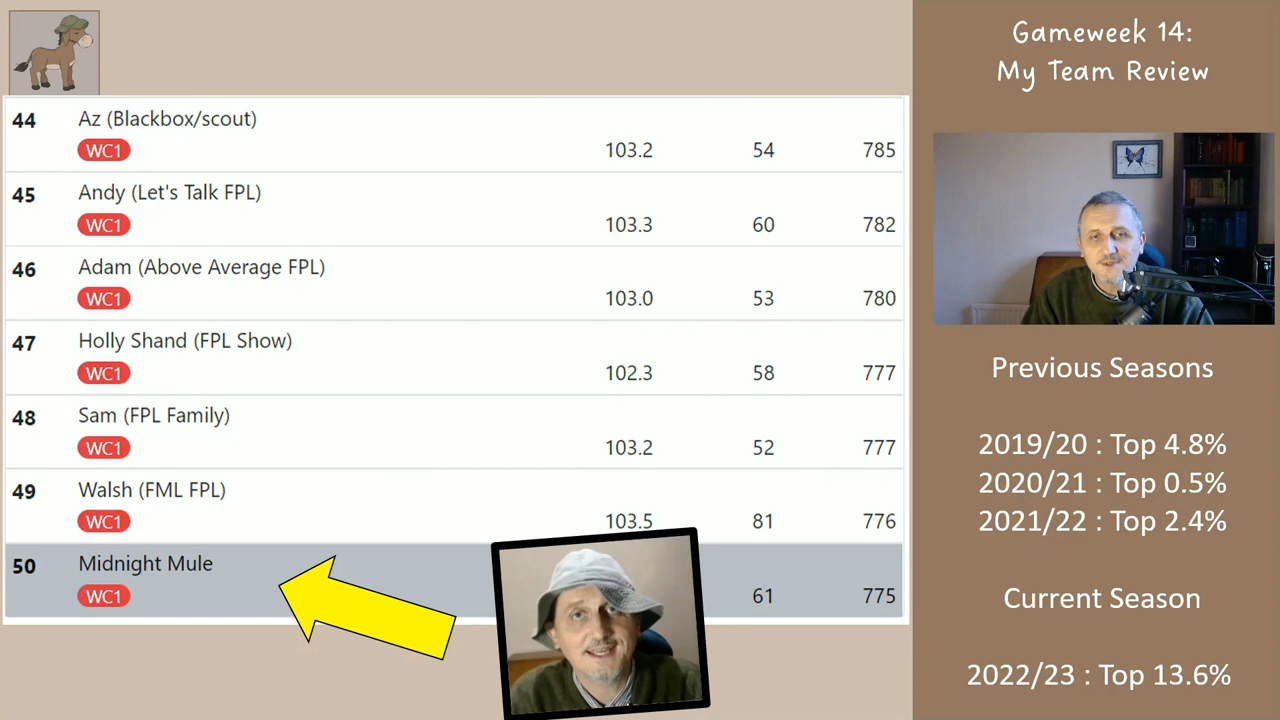 44 Az (Blackbox/scout)
WC1 103.2 54 785
45 Andy (Let's Talk FPL)
WC1 103.3 60 782
46 Adam (Above Average FPL)
WC1 103.0 53 780
47 Holly Shand (FPL Show)
WC1 102.3 58 777
48 Sam (FPL Family)
WC1 103.2 52 777
49 Walsh (FML FPL)
WC1 103.5 81 776
50 Midnight Mule
WC1 61 775
Gameweek 14:
My Team Review
Previous Seasons
2019/20 : Top 4.8%
2020/21 : Top 0.5%
2021/22 : Top 2.4%
Current Season
2022/23 : Top 13.6%